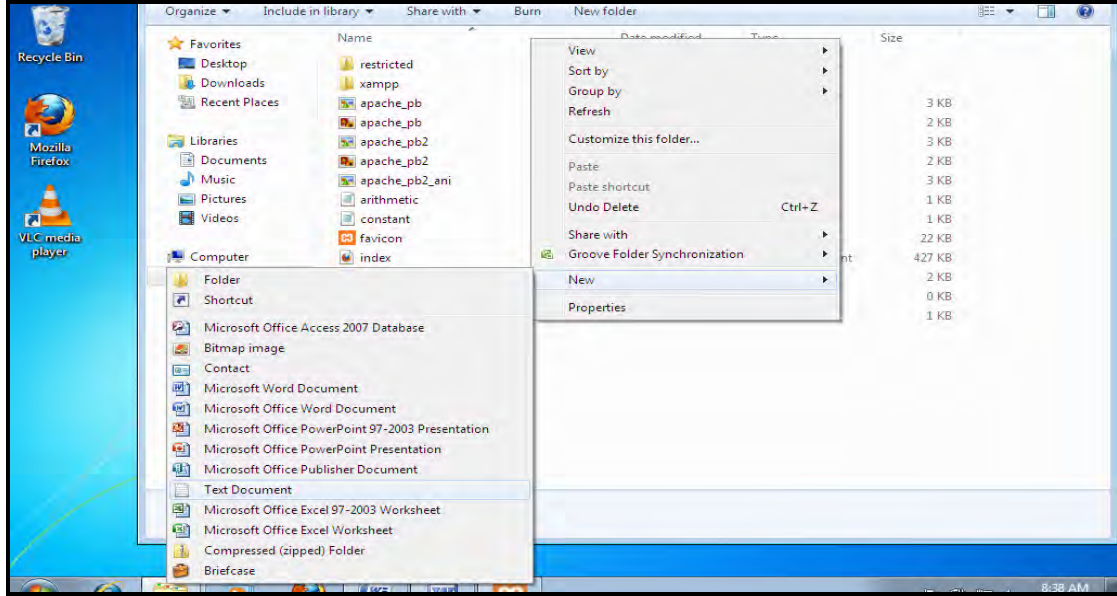 Organize Include in library Share with Burn New folder
Recycle Bin
Mozilla
Firefox
VLC media
player
Favorites
Desktop
Downloads
Recent Places
Libraries
Documents
Music
Pictures
Videos
Computer
Name Date modified Type Size
restricted
xampp
apache_pb 3 KB
apache_pb 2 KB
apache_pb2 3 KB
apache_pb2 2 KB
apache_pb2_ani 3 KB
arithmetic 1 KB
constant 1 KB
favicon 22 KB
index nt 427 KB
2 KB
0 KB
1 KB
View
Sort by
Group by
Refresh
Customize this folder...
Paste
Paste shortcut
Undo Delete Ctrl+Z
Share with
Groove Folder Synchronization
New
Properties
Folder
Shortcut
Microsoft Office Access 2007 Database
Bitmap image
Contact
Microsoft Word Document
Microsoft Office Word Document
Microsoft Office PowerPoint 97-2003 Presentation
Microsoft Office PowerPoint Presentation
Microsoft Office Publisher Document
Text Document
Microsoft Office Excel 97-2003 Worksheet
Microsoft Office Excel Worksheet
Compressed (zipped) Folder
Briefcase
8:38 AM